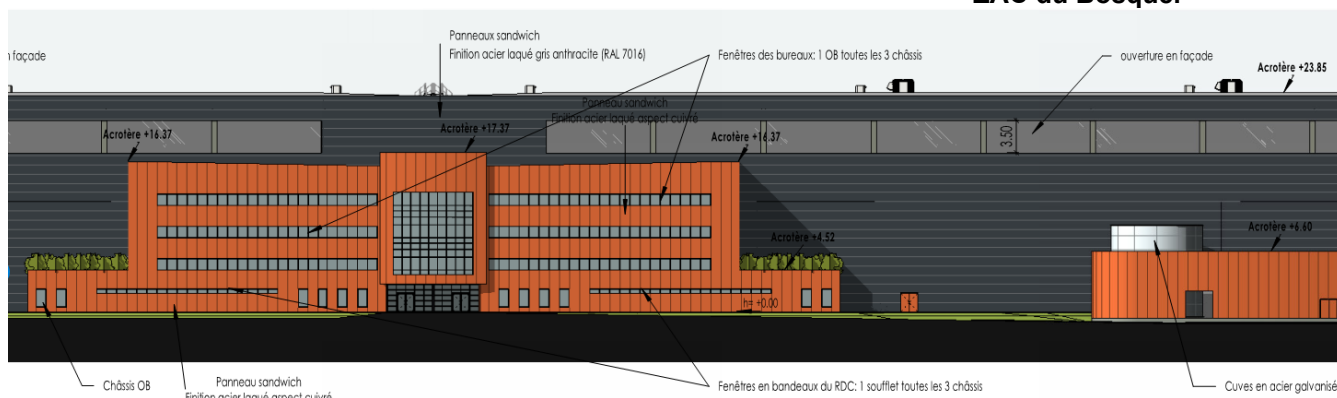 Panneaux sandwich
Finition acier laqué gris anthracite (RAL 7016)
Fenêtres des bureaux: 1 OB toutes les 3 châssis
ouverture en façade
façade
Acrotère +23.85
Panneau sandwich
Finition acier laqué aspect cuivré
Acrotère +16.37
Acrotère +17.37
Acrotère +16.37
3.50
Acrotère +4.52
Acrotère +6.60
h= +0.00
Châssis OB
Panneau sandwich
Finition acier laqué aspect cuivré
Fenêtres en bandeaux du RDC: 1 soufflet toutes les 3 châssis
Cuves en acier galvanisé